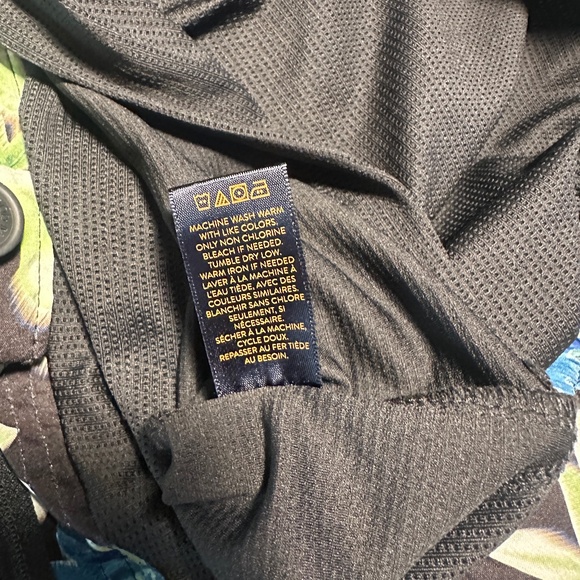 MACHINE WASH WARM
WITH LIKE COLORS.
ONLY NON CHLORINE
BLEACH IF NEEDED.
TUMBLE DRY LOW.
WARM IRON IF NEEDED
LAVER À LA MACHINE À
L'EAU TIÈDE, AVEC DES
COULEURS SIMILAIRES.
BLANCHIR SANS CHLORE
SEULEMENT, SI
NÉCESSAIRE.
SÉCHER À LA MACHINE,
CYCLE DOUX.
REPASSER AU FER TIÈDE
AU BESOIN.